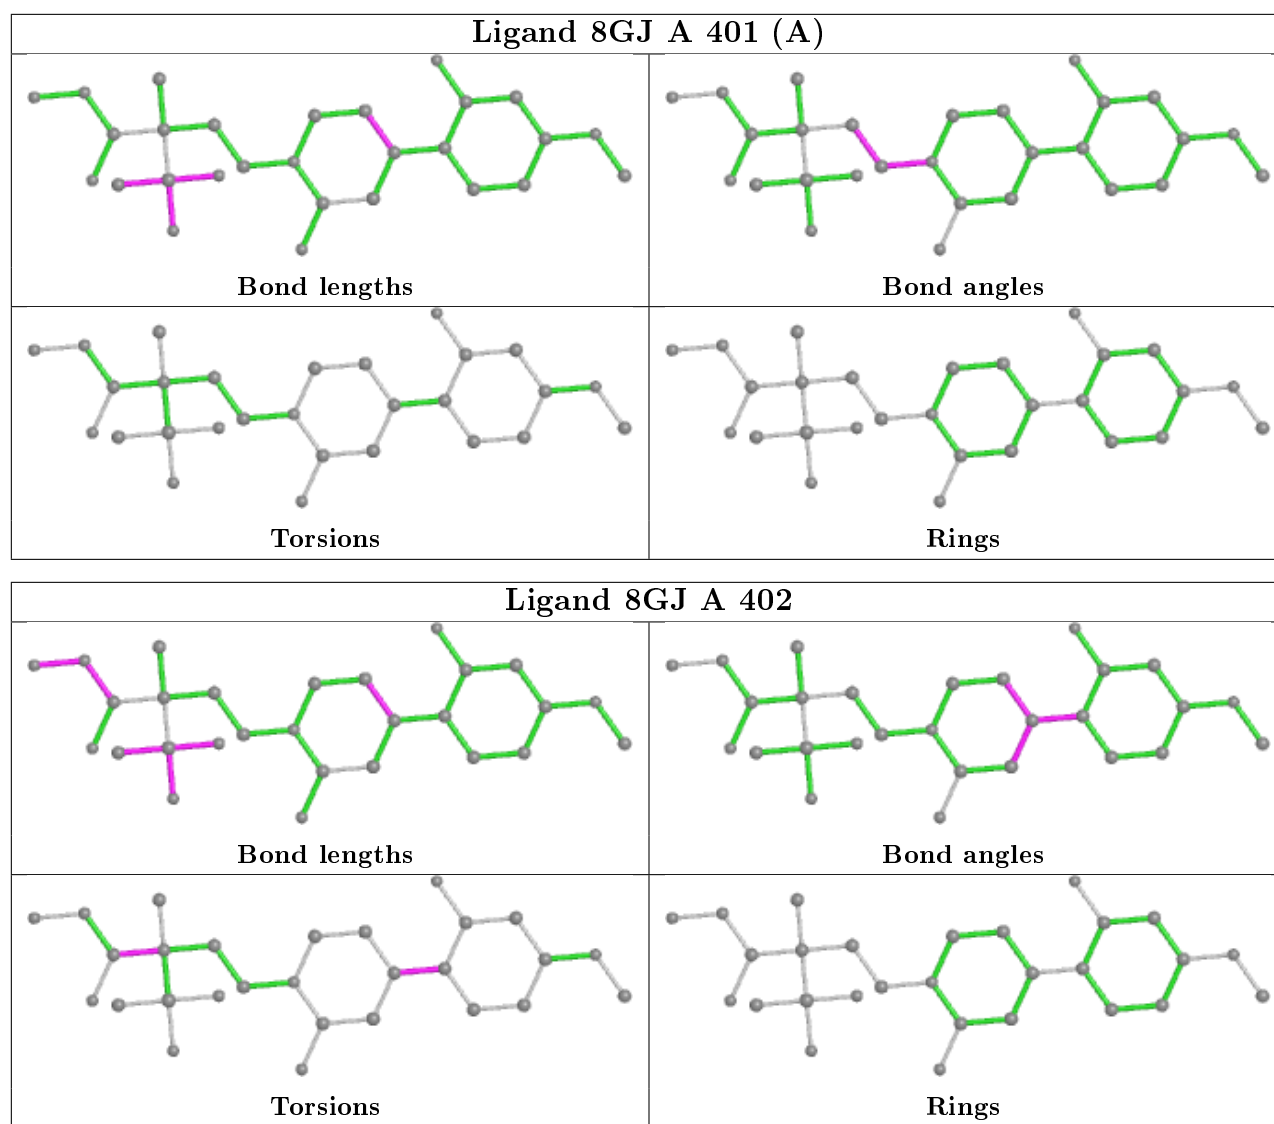 Ligand 8GJ A 401 (A)
Bond lengths
Bond angles
Torsions
Rings
Ligand 8GJ A 402
Bond lengths
Bond angles
Torsions
Rings